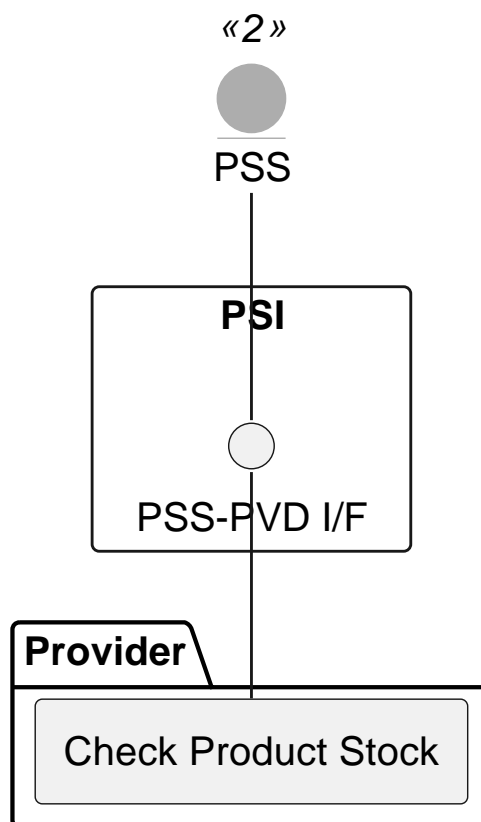 «2»
PSS
PSI
PSS-PVD I/F
Provider
Check Product Stock